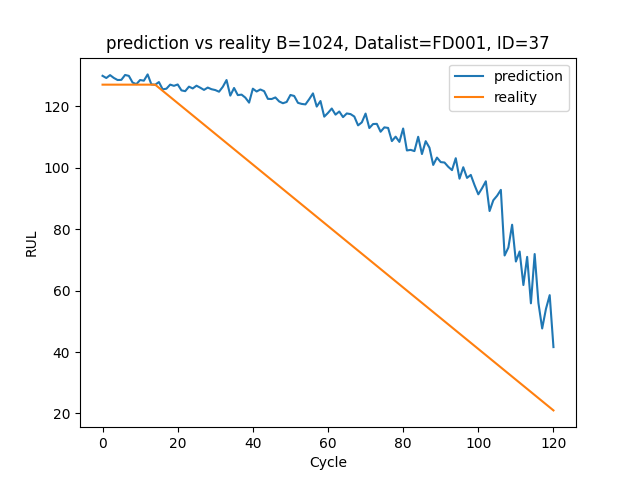 prediction vs reality B=1024, Datalist=FD001, ID=37
prediction
reality
RUL
120
100
80
60
40
20
0 20 40 60 80 100 120
Cycle